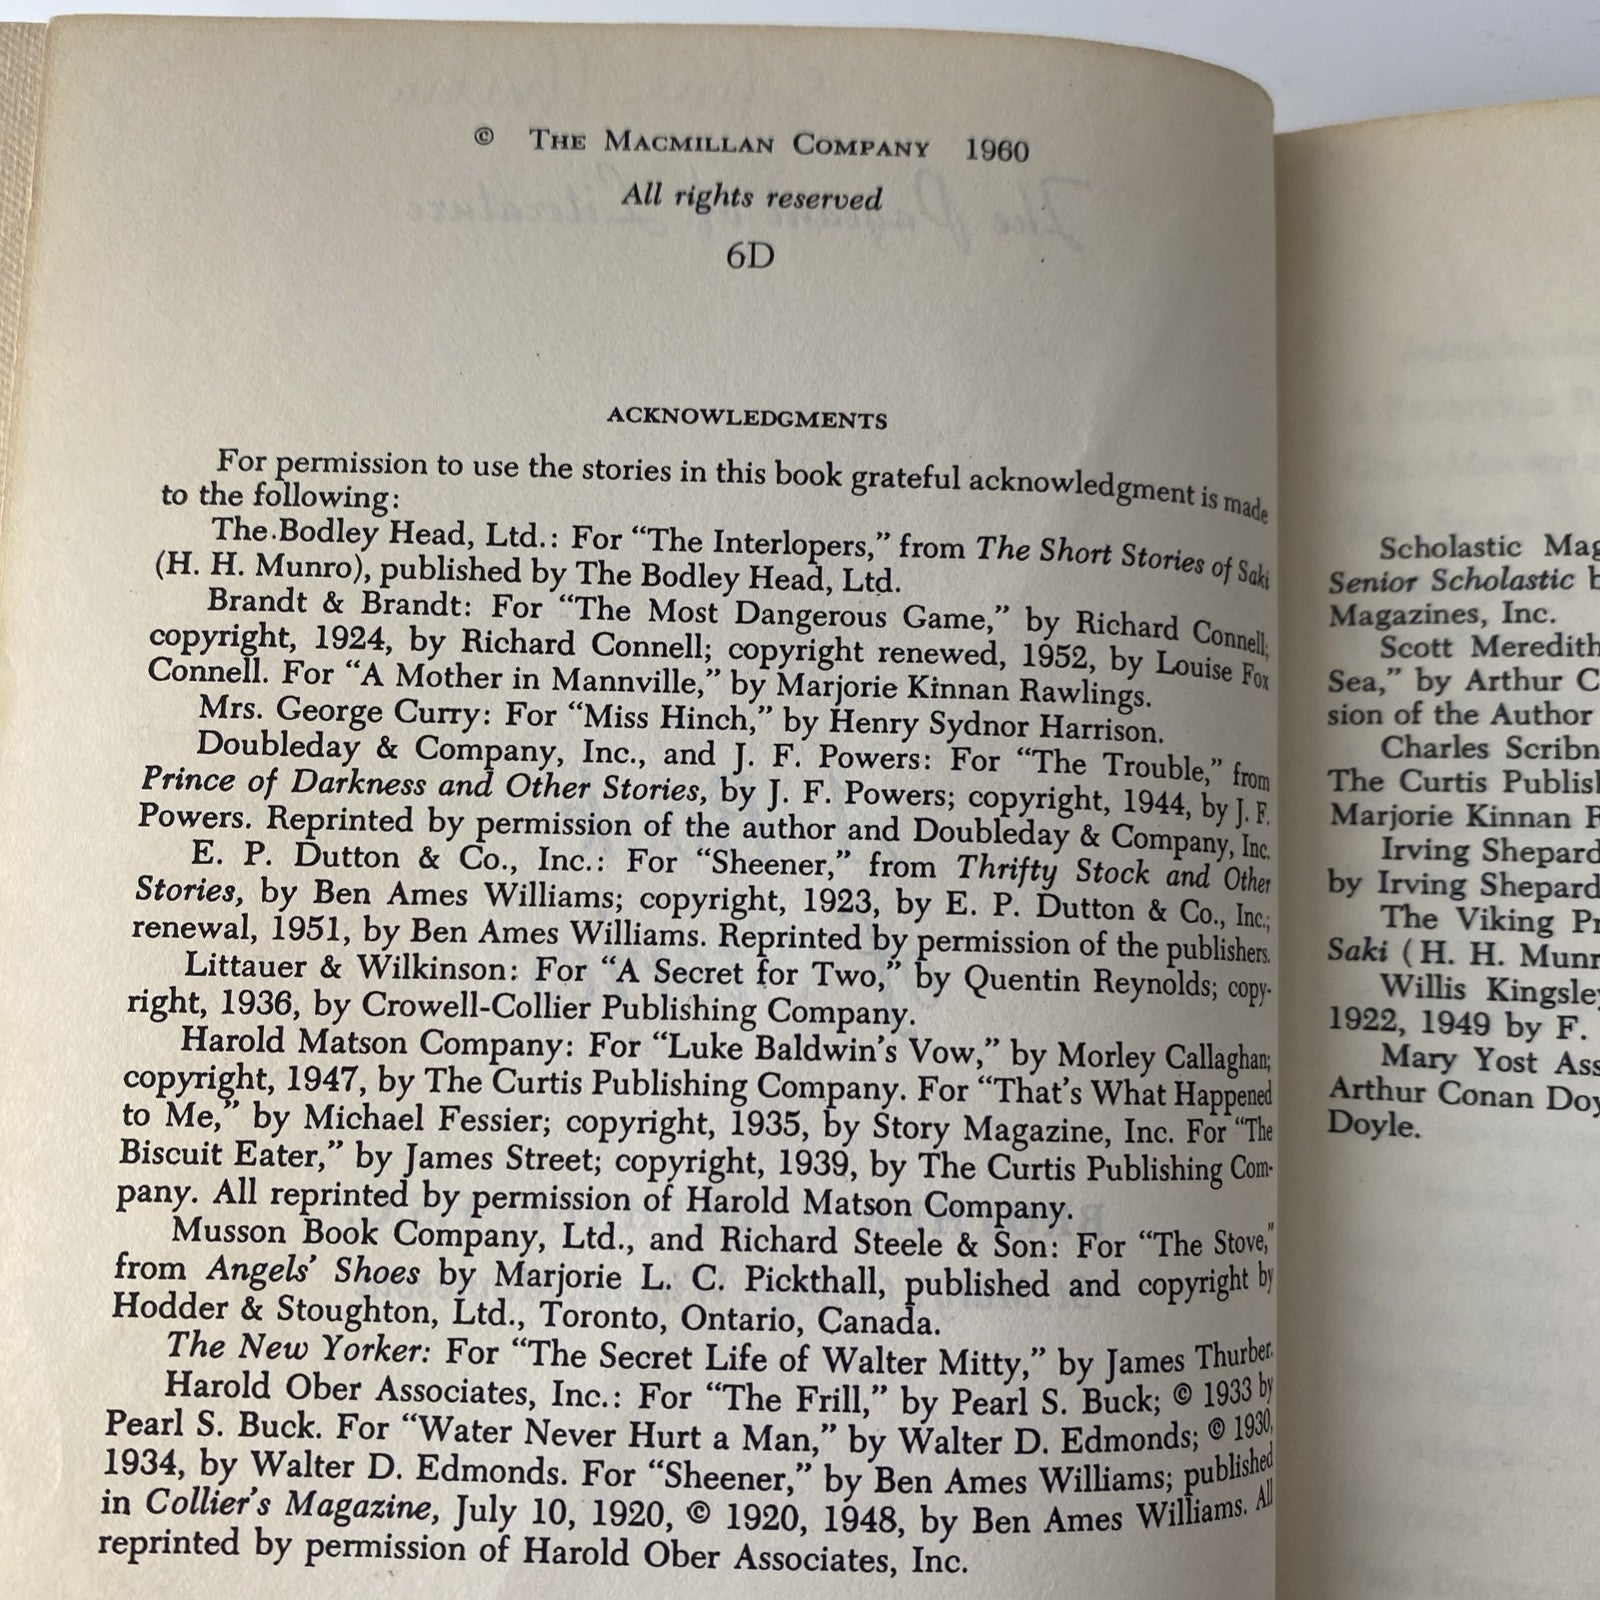 © THE MACMILLAN COMPANY 1960
All rights reserved
6D
ACKNOWLEDGMENTS
For permission to use the stories in this book grateful acknowledgment is made
to the following:
The Bodley Head, Ltd.: For “The Interlopers,” from The Short Stories of Saki
(H. H. Munro), published by The Bodley Head, Ltd.
Brandt & Brandt: For “The Most Dangerous Game,” by Richard Connell;
copyright, 1924, by Richard Connell; copyright renewed, 1952, by Louise Fox
Connell. For “A Mother in Mannville,” by Marjorie Kinnan Rawlings.
Mrs. George Curry: For “Miss Hinch,” by Henry Sydnor Harrison.
Doubleday & Company, Inc., and J. F. Powers: For “The Trouble,” from
Prince of Darkness and Other Stories, by J. F. Powers; copyright, 1944, by J. F.
Powers. Reprinted by permission of the author and Doubleday & Company, Inc.
E. P. Dutton & Co., Inc.: For “Sheener,” from Thrifty Stock and Other
Stories, by Ben Ames Williams; copyright, 1923, by E. P. Dutton & Co., Inc.;
renewal, 1951, by Ben Ames Williams. Reprinted by permission of the publishers.
Littauer & Wilkinson: For “A Secret for Two,” by Quentin Reynolds; copy-
right, 1936, by Crowell-Collier Publishing Company.
Harold Matson Company: For “Luke Baldwin’s Vow,” by Morley Callaghan;
copyright, 1947, by The Curtis Publishing Company. For “That’s What Happened
to Me,” by Michael Fessier; copyright, 1935, by Story Magazine, Inc. For “The
Biscuit Eater,” by James Street; copyright, 1939, by The Curtis Publishing Com-
pany. All reprinted by permission of Harold Matson Company.
Musson Book Company, Ltd., and Richard Steele & Son: For “The Stove,”
from Angels’ Shoes by Marjorie L. C. Pickthall, published and copyright by
Hodder & Stoughton, Ltd., Toronto, Ontario, Canada.
The New Yorker: For “The Secret Life of Walter Mitty,” by James Thurber.
Harold Ober Associates, Inc.: For “The Frill,” by Pearl S. Buck; © 1933 by
Pearl S. Buck. For “Water Never Hurt a Man,” by Walter D. Edmonds; © 1930,
1934, by Walter D. Edmonds. For “Sheener,” by Ben Ames Williams; published
in Collier’s Magazine, July 10, 1920, © 1920, 1948, by Ben Ames Williams. All
reprinted by permission of Harold Ober Associates, Inc.
Scholastic Mag
Senior Scholastic b
Magazines, Inc.
Scott Meredith
Sea,” by Arthur C
sion of the Author
Charles Scribn
The Curtis Publis
Marjorie Kinnan R
Irving Shepard
by Irving Shepard
The Viking Pr
Saki (H. H. Munr
Willis Kingsley
1922, 1949 by F.
Mary Yost Ass
Arthur Conan Doy
Doyle.